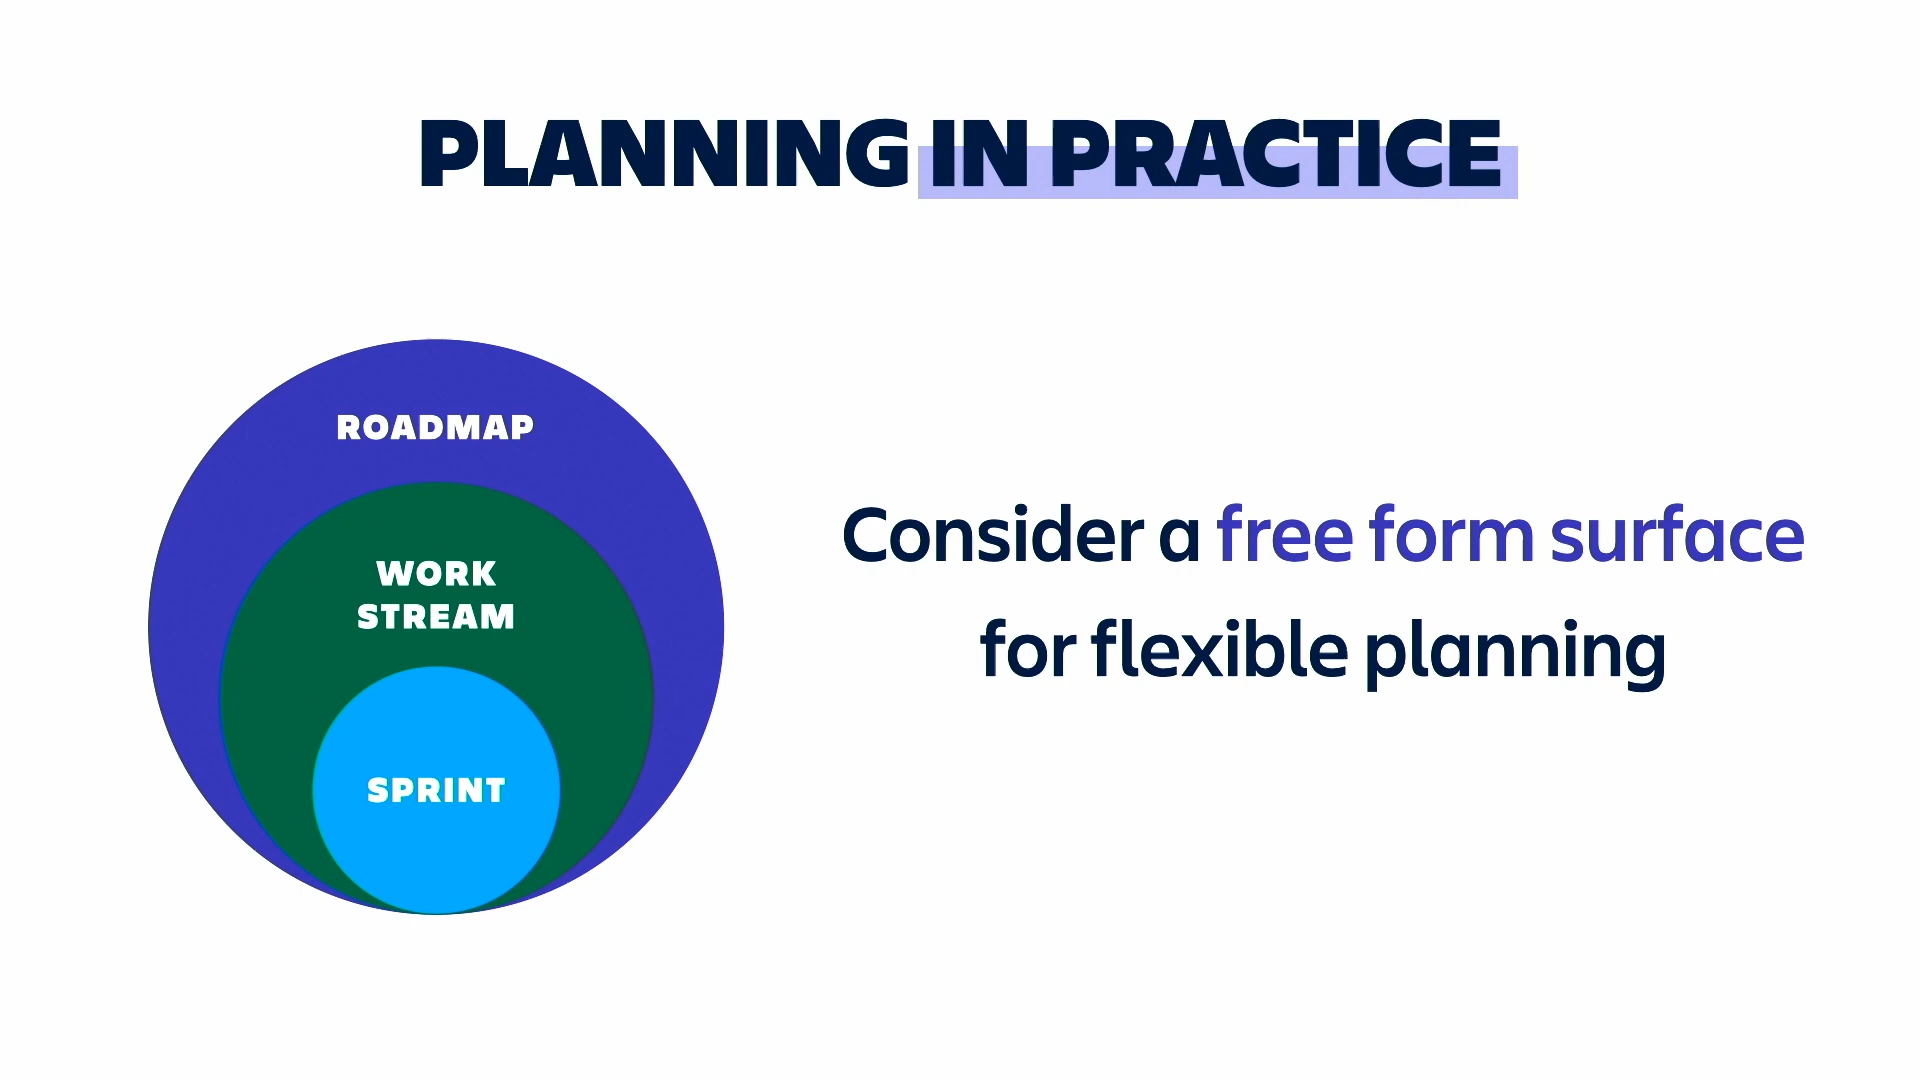 PLANNING IN PRACTICE
ROADMAP
WORK
STREAM
SPRINT
Consider a free form surface
for flexible planning